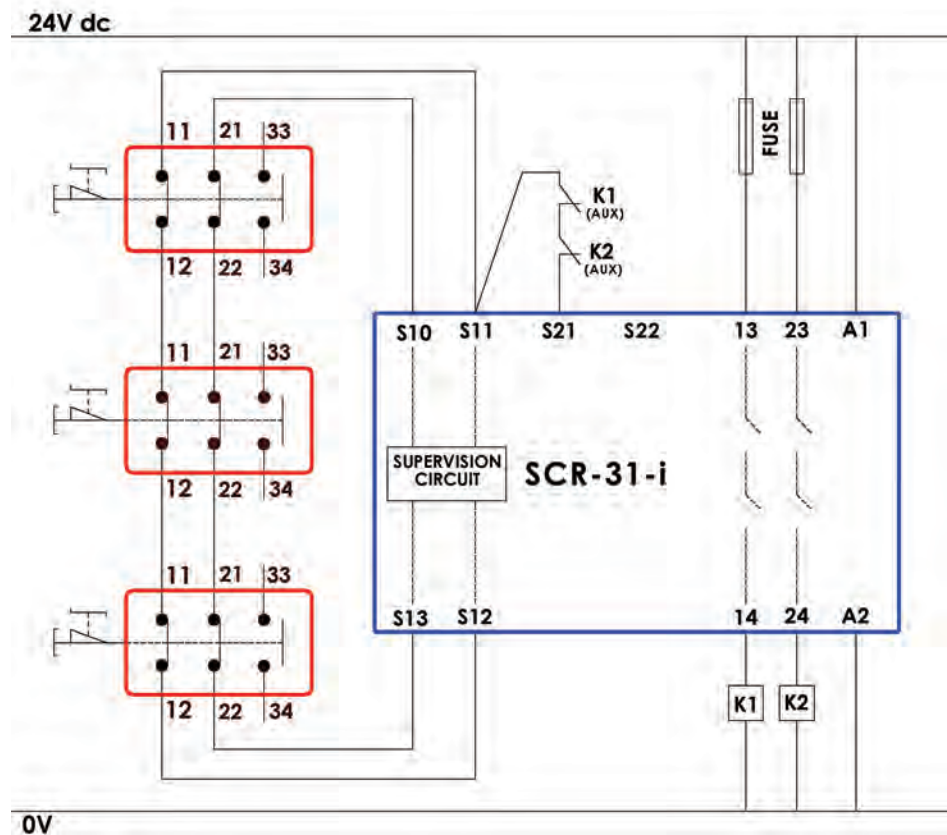 24V dc
11 21 33
12 22 34
11 21 33
12 22 34
11 21 33
12 22 34
K1
(AUX)
K2
(AUX)
FUSE
S10 S11 S21 S22 13 23 A1
SUPERVISION
CIRCUIT
SCR-31-i
S13 S12 14 24 A2
K1 K2
0V